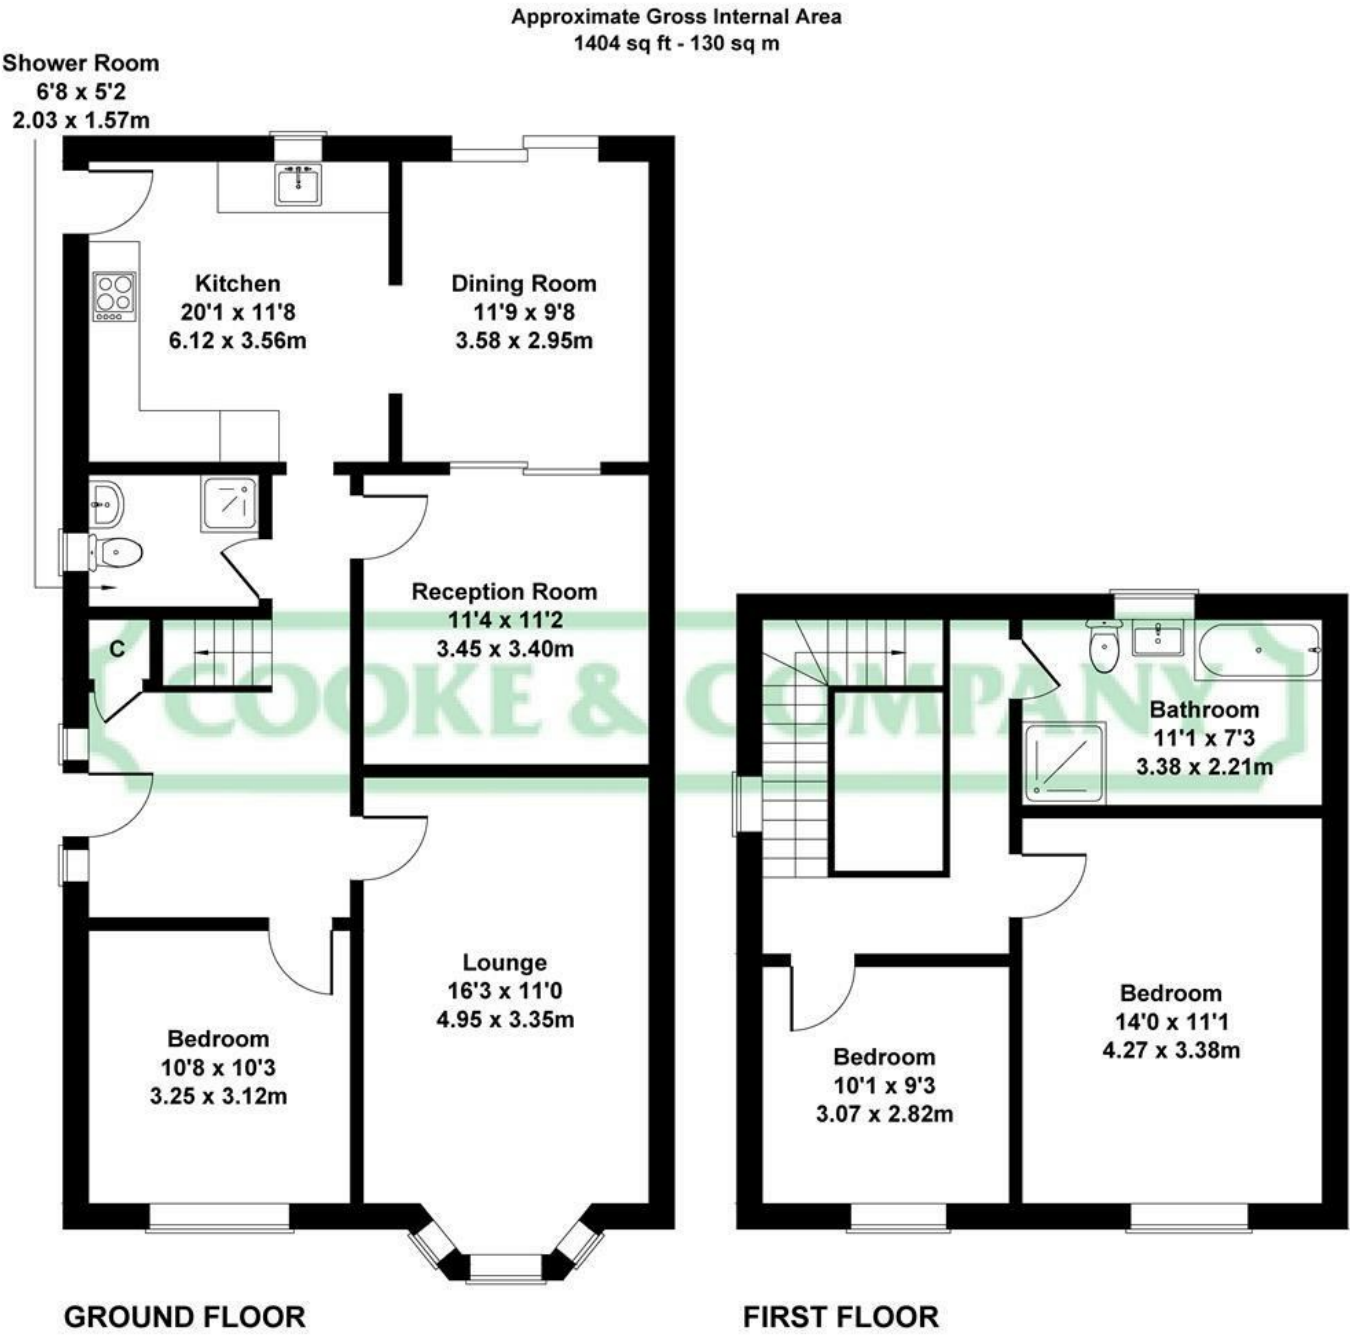 Approximate Gross Internal Area
1404 sq ft - 130 sq m
Shower Room
6'8 x 5'2
2.03 x 1.57m
Kitchen
20'1 x 11'8
6.12 x 3.56m
Dining Room
11'9 x 9'8
3.58 x 2.95m
Reception Room
11'4 x 11'2
3.45 x 3.40m
C
COOKE & COMPANY
Bathroom
11'1 x 7'3
3.38 x 2.21m
Lounge
16'3 x 11'0
4.95 x 3.35m
Bedroom
10'8 x 10'3
3.25 x 3.12m
Bedroom
10'1 x 9'3
3.07 x 2.82m
Bedroom
14'0 x 11'1
4.27 x 3.38m
GROUND FLOOR
FIRST FLOOR